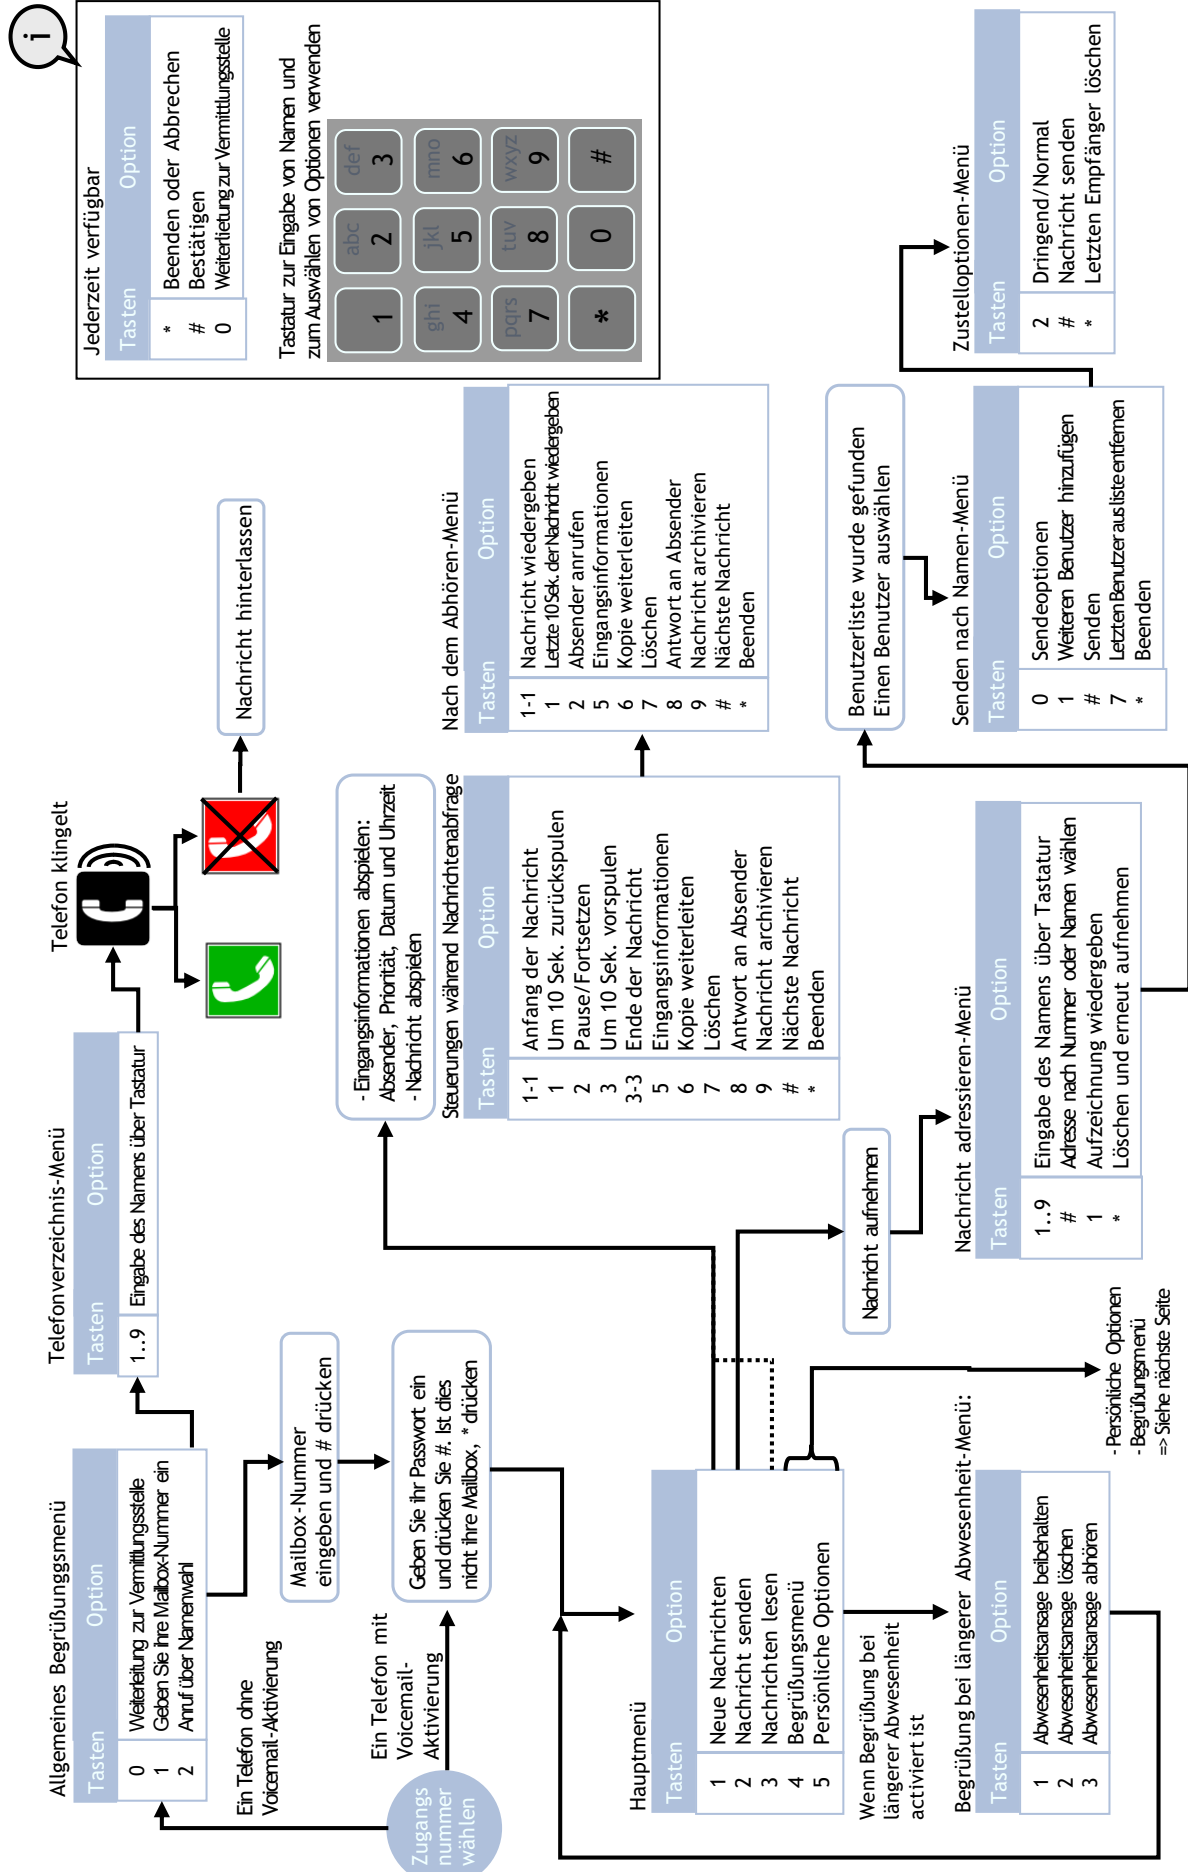 Allgemeines Begrüßunggsmenü
Tasten Option
0 Weiterleitung zur Vermittlungsstelle
1 Geben Sie ihre Mailbox-Nummer ein
2 Anruf über Namenwahl
Telefonverzeichnis-Menü
Tasten Option
1..9 Eingabe des Namens über Tastatur
Telefon klingelt
Nachricht hinterlassen
Jederzeit verfügbar
Tasten Option
* Beenden oder Abbrechen
# Bestätigen
0 Weiterlietung zur Vermittlungsstelle
i
Tastatur zur Eingabe von Namen und
zum Auswählen von Optionen verwenden
abc def
1 2 3
ghi jkl mno
4 5 6
pqrs tuv wxyz
7 8 9
* 0 #
Ein Telefon ohne
Voicemail-Aktivierung
Mailbox-Nummer
eingeben und # drücken
Zugangs
nummer
wählen
Ein Telefon mit
Voicemail-
Aktivierung
Geben Sie ihr Passwort ein
und drücken Sie #. Ist dies
nicht ihre Mailbox, * drücken
- Eingangsinformationen abspielen:
Absender, Priorität, Datum und Uhrzeit
- Nachricht abspielen
Steuerungen während Nachrichtenabfrage
Tasten Option
1-1 Anfang der Nachricht
1 Um 10 Sek. zurückspulen
2 Pause/Fortsetzen
3 Um 10 Sek. vorspulen
3-3 Ende der Nachricht
5 Eingangsinformationen
6 Kopie weiterleiten
7 Löschen
8 Antwort an Absender
9 Nachricht archivieren
# Nächste Nachricht
* Beenden
Nach dem Abhören-Menü
Tasten Option
1-1 Nachricht wiedergeben
1 Letzte 10 Sek. der Nachricht wiedergeben
2 Absender anrufen
5 Eingangsinformationen
6 Kopie weiterleiten
7 Löschen
8 Antwort an Absender
9 Nachricht archivieren
# Nächste Nachricht
* Beenden
Hauptmenü
Tasten Option
1 Neue Nachrichten
2 Nachricht senden
3 Nachrichten lesen
4 Begrüßungsmenü
5 Persönliche Optionen
Wenn Begrüßung bei
längerer Abwesenheit
activiert ist
Nachricht aufnehmen
Benutzerliste wurde gefunden
Einen Benutzer auswählen
Begrüßung bei längerer Abwesenheit-Menü:
Tasten Option
1 Abwesenheitsansage beibehalten
2 Abwesenheitsansage löschen
3 Abwesenheitsansage abhören
- Persönliche Optionen
- Begrüßungsmenü
=> Siehe nächste Seite
Nachricht adressieren-Menü
Tasten Option
1..9 Eingabe des Namens über Tastatur
# Adresse nach Nummer oder Namen wählen
1 Aufzeichnung wiedergeben
* Löschen und erneut aufnehmen
Senden nach Namen-Menü
Tasten Option
0 Sendeoptionen
1 Weiteren Benutzer hinzufügen
# Senden
7 Letzten Benutzer aus liste entfernen
* Beenden
Zustelloptionen-Menü
Tasten Option
2 Dringend/Normal
# Nachricht senden
* Letzten Empfänger löschen